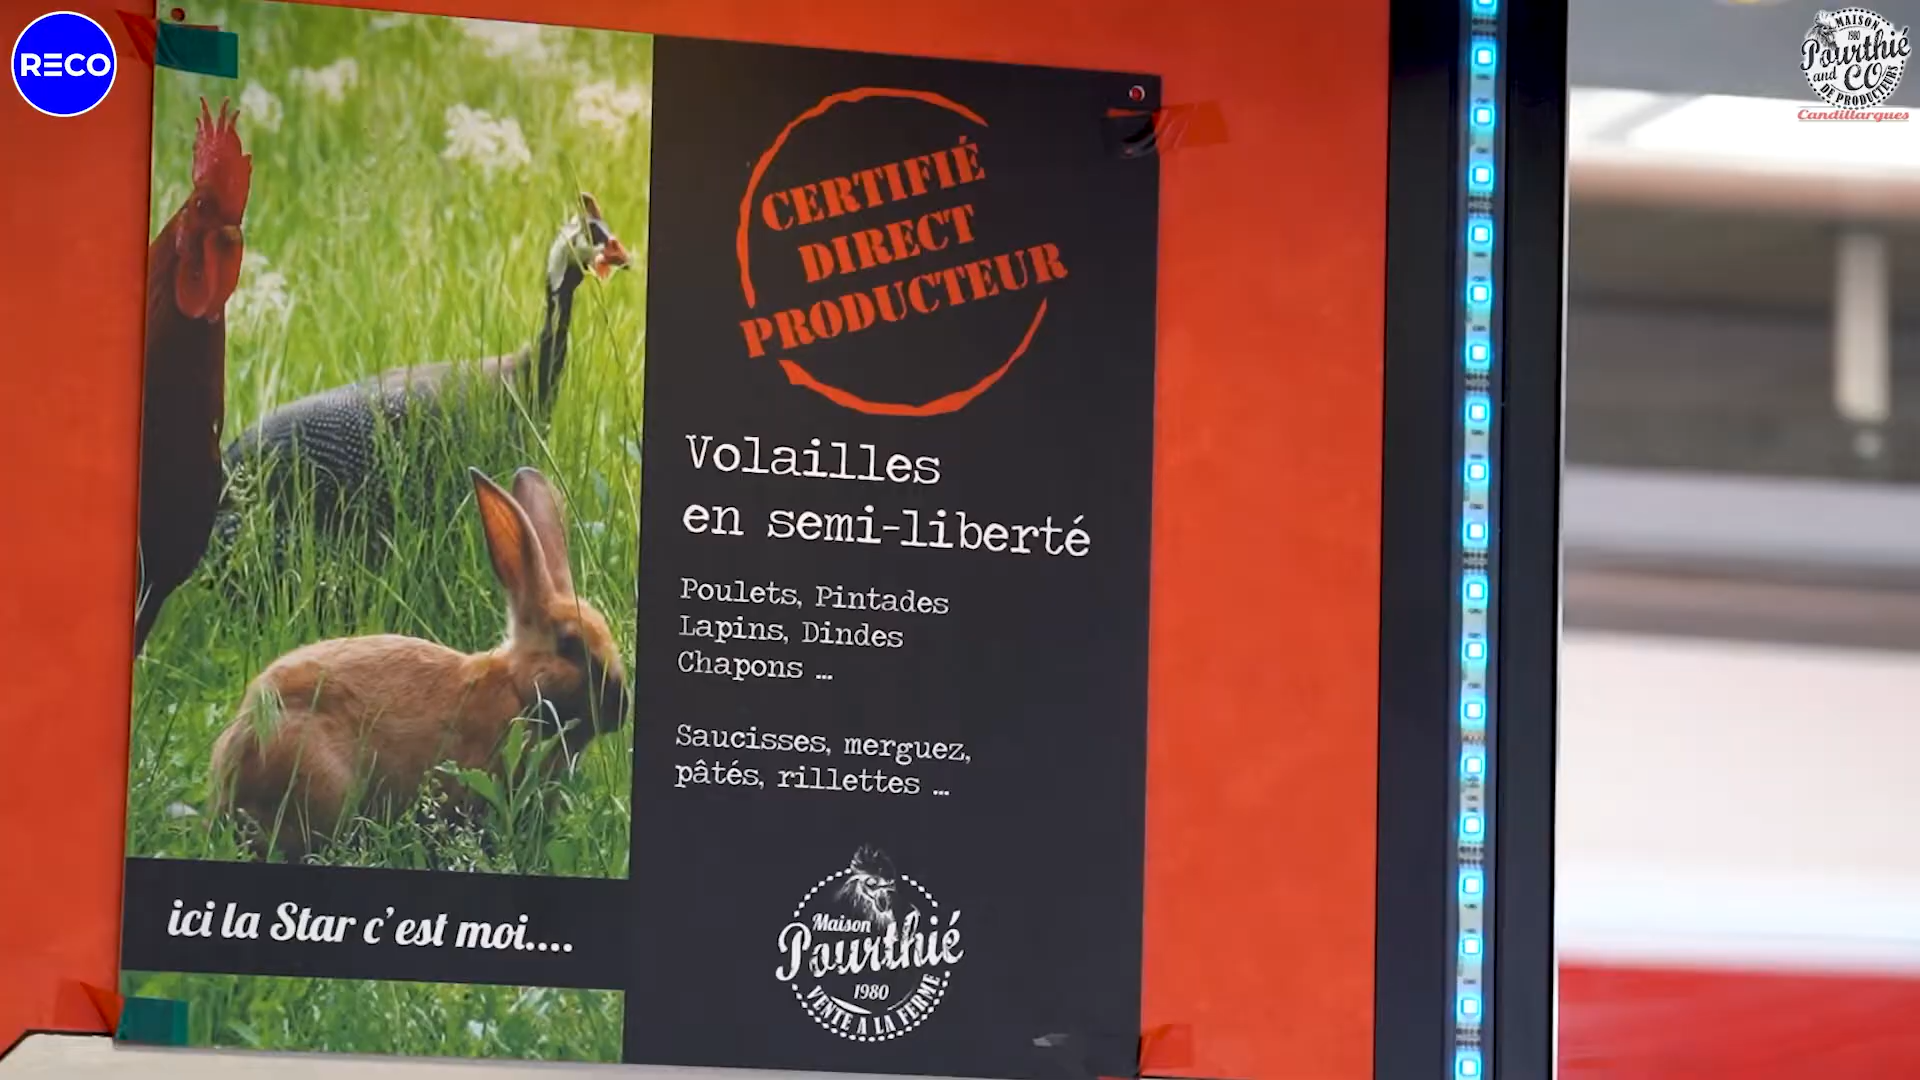 RECO
MAISON
1980
Pourthié
and CO
DE PRODUCTEURS
Candillargues
CERTIFIÉ
DIRECT
PRODUCTEUR
Volailles
en semi-liberté
Poulets, Pintades
Lapins, Dindes
Chapons ...
Saucisses, merguez,
pâtés, rillettes ...
ici la Star c'est moi....
Maison
Pourthié
1980
VENTE A LA FERME